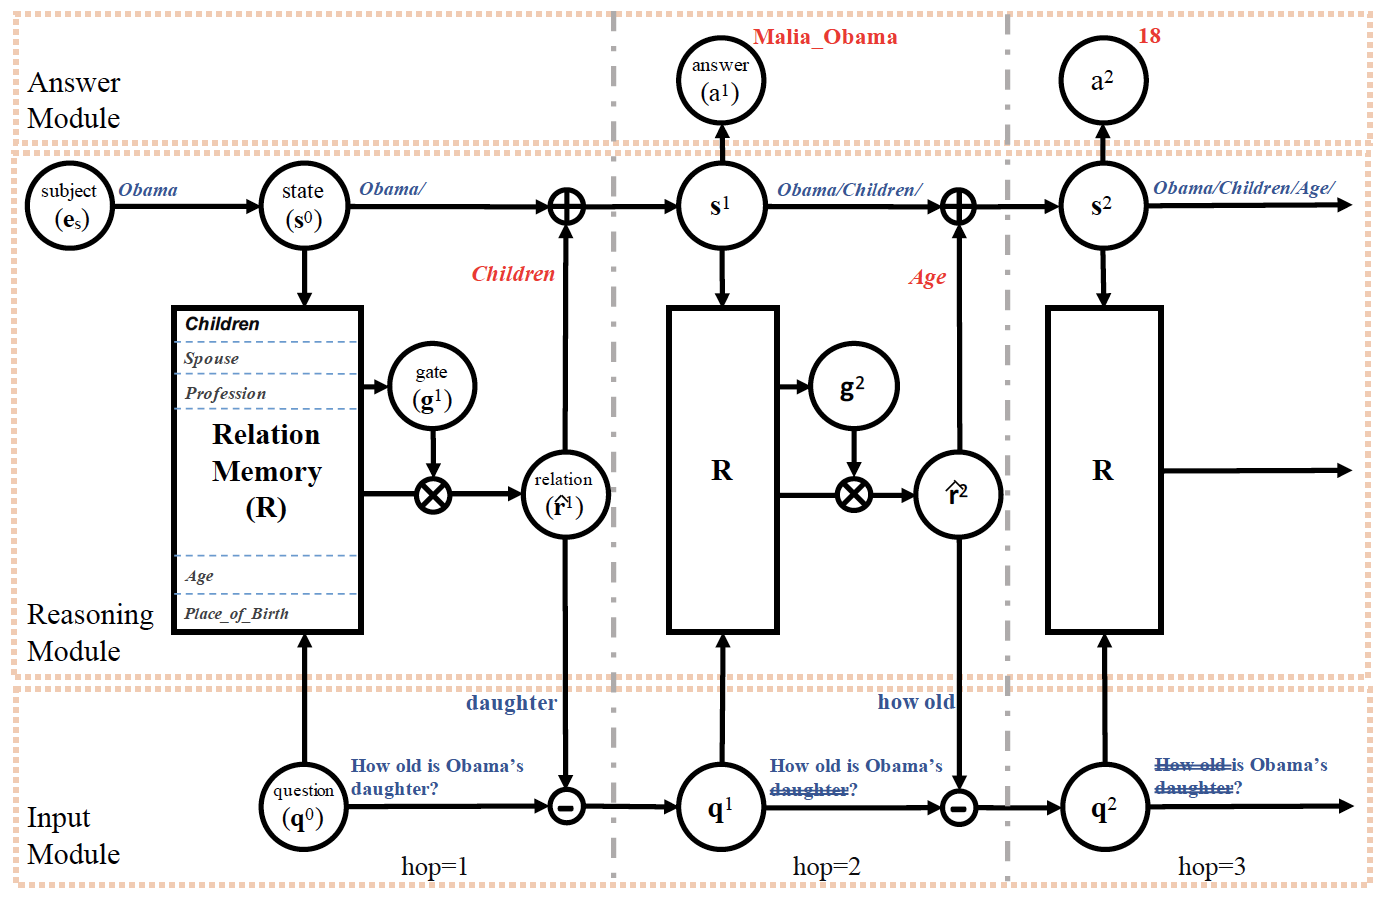 Malia_Obama
18
answer
(a¹)
a²
Answer
Module
subject
(eₛ)
Obama
state
(s⁰)
Obama/
s¹
Obama/Children/
s²
Obama/Children/Age/
Children
Age
Children
Spouse
Profession
Relation
Memory
(R)
Age
Place_of_Birth
gate
(g¹)
relation
(r̂¹)
R
g²
r̂²
R
Reasoning
Module
daughter
how old
question
(q⁰)
How old is Obama's
daughter?
q¹
How old is Obama's
daughter?
q²
How old is Obama's
daughter?
Input
Module
hop=1
hop=2
hop=3